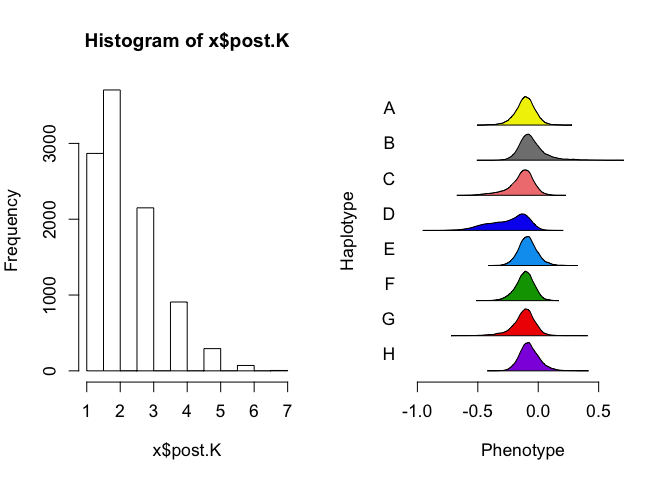 Histogram of x$post.K
Frequency
0
1000
2000
3000
1 2 3 4 5 6 7
x$post.K
Haplotype
A
B
C
D
E
F
G
H
-1.0 -0.5 0.0 0.5
Phenotype